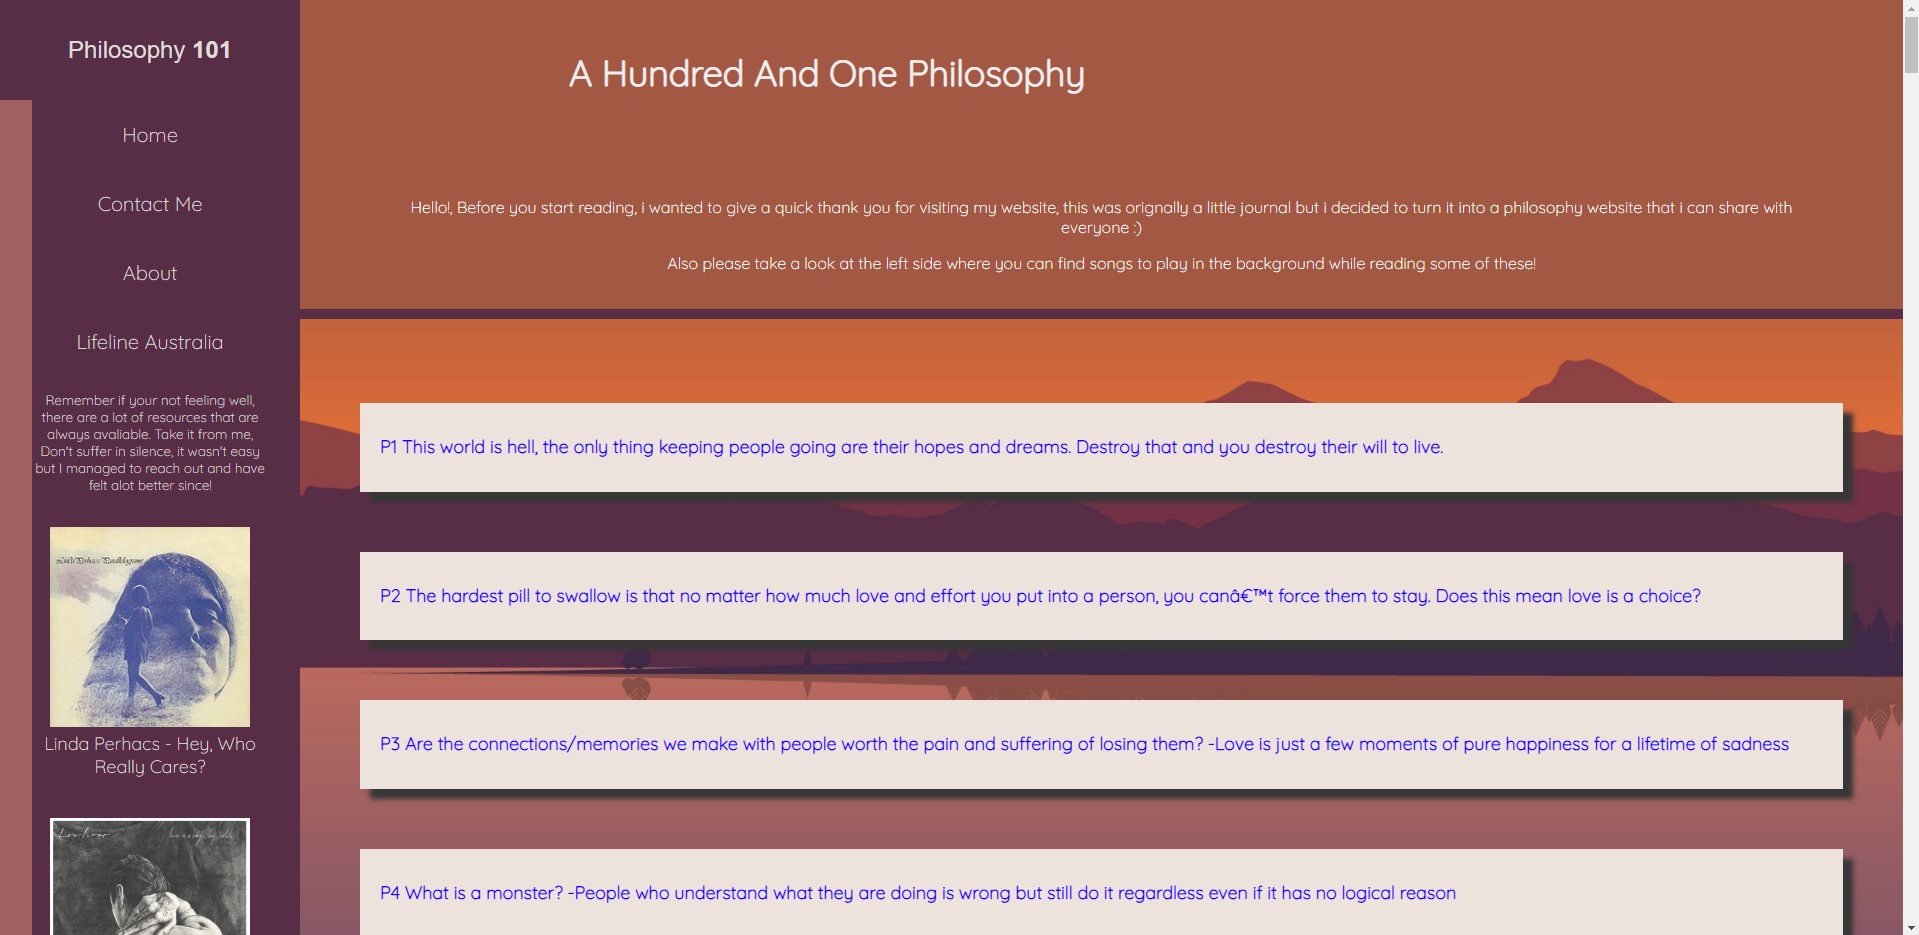 Philosophy 101
Home
Contact Me
About
Lifeline Australia
Remember if your not feeling well,
there are a lot of resources that are
always avaliable. Take it from me,
Don't suffer in silence, it wasn't easy
but I managed to reach out and have
felt alot better since!
Linda Perhacs - Hey, Who
Really Cares?
A Hundred And One Philosophy
Hello!, Before you start reading, i wanted to give a quick thank you for visiting my website, this was orignally a little journal but i decided to turn it into a philosophy website that i can share with
everyone :)
Also please take a look at the left side where you can find songs to play in the background while reading some of these!
P1 This world is hell, the only thing keeping people going are their hopes and dreams. Destroy that and you destroy their will to live.
P2 The hardest pill to swallow is that no matter how much love and effort you put into a person, you canâ€™t force them to stay. Does this mean love is a choice?
P3 Are the connections/memories we make with people worth the pain and suffering of losing them? -Love is just a few moments of pure happiness for a lifetime of sadness
P4 What is a monster? -People who understand what they are doing is wrong but still do it regardless even if it has no logical reason